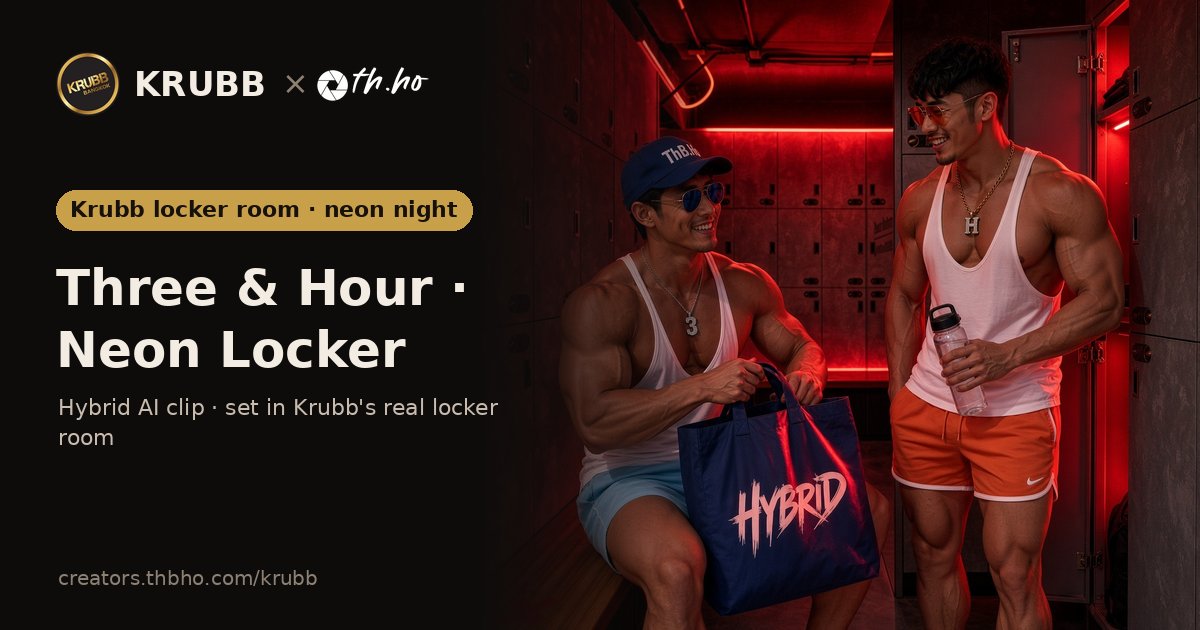 KRUBB
BANGKOK
KRUBB × th.ho
Krubb locker room · neon night
Three & Hour ·
Neon Locker
Hybrid AI clip · set in Krubb's real locker
room
creators.thbho.com/krubb
3
H
HYBRID